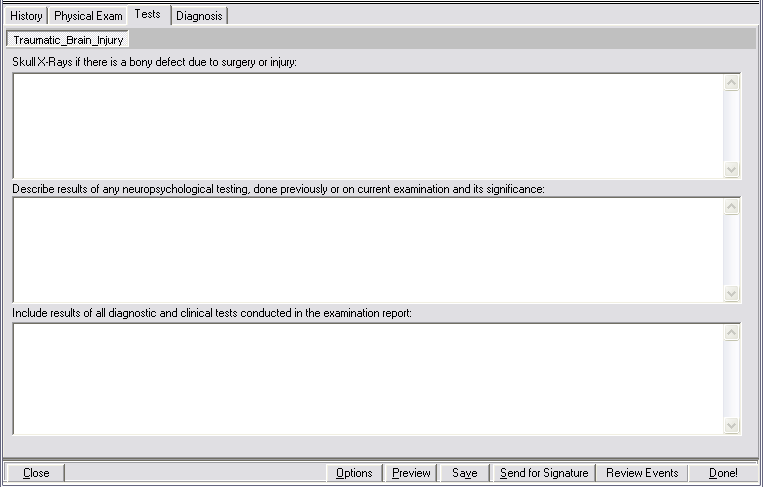 History Physical Exam Tests Diagnosis
Traumatic_Brain_Injury
Skull X-Rays if there is a bony defect due to surgery or injury:
Describe results of any neuropsychological testing, done previously or on current examination and its significance:
Include results of all diagnostic and clinical tests conducted in the examination report:
Close Options Preview Save Send for Signature Review Events Done!